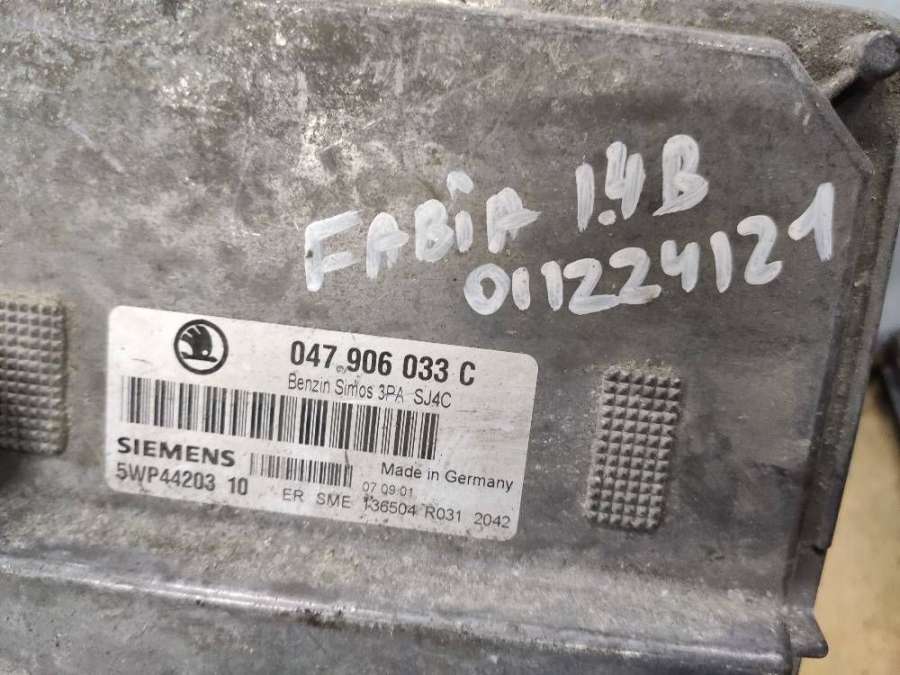 FABIA 1.4B
011224121
047 906 033 C
Benzin Simos 3PA SJ4C
SIEMENS
Made in Germany
5WP44203 10
07 09 01
ER SME 136504 R031 2042